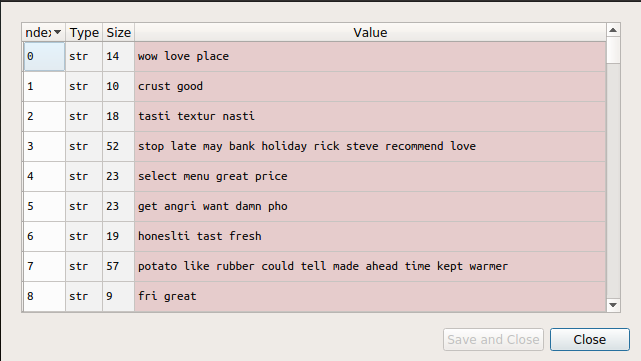 ndex Type Size Value
0 str 14 wow love place
1 str 10 crust good
2 str 18 tasti textur nasti
3 str 52 stop late may bank holiday rick steve recommend love
4 str 23 select menu great price
5 str 23 get angri want damn pho
6 str 19 honeslti tast fresh
7 str 57 potato like rubber could tell made ahead time kept warmer
8 str 9 fri great
Save and Close Close